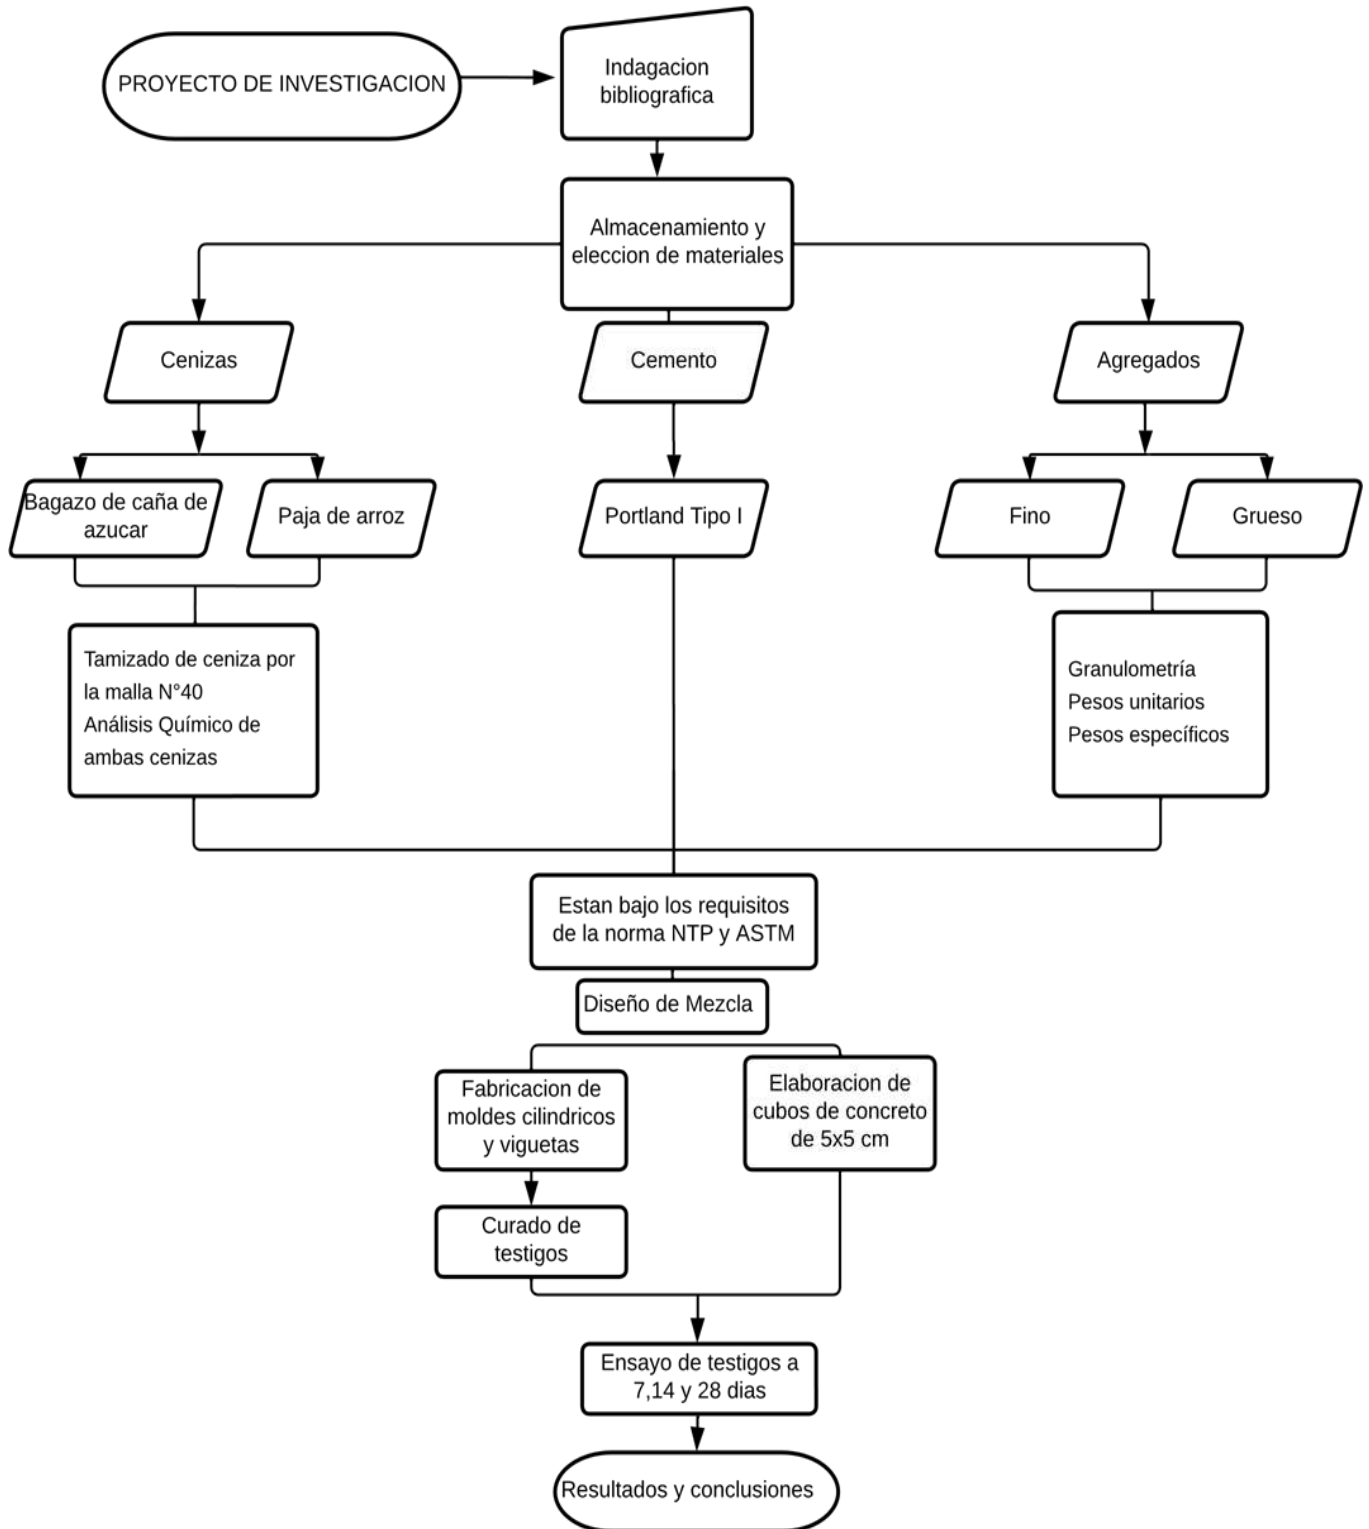 PROYECTO DE INVESTIGACION
Indagacion
bibliografica
Almacenamiento y
eleccion de materiales
Cenizas
Cemento
Agregados
Bagazo de caña de
azucar
Paja de arroz
Portland Tipo I
Fino
Grueso
Tamizado de ceniza por
la malla N°40
Análisis Químico de
ambas cenizas
Granulometría
Pesos unitarios
Pesos específicos
Estan bajo los requisitos
de la norma NTP y ASTM
Diseño de Mezcla
Fabricacion de
moldes cilindricos
y viguetas
Elaboracion de
cubos de concreto
de 5x5 cm
Curado de
testigos
Ensayo de testigos a
7,14 y 28 dias
Resultados y conclusiones